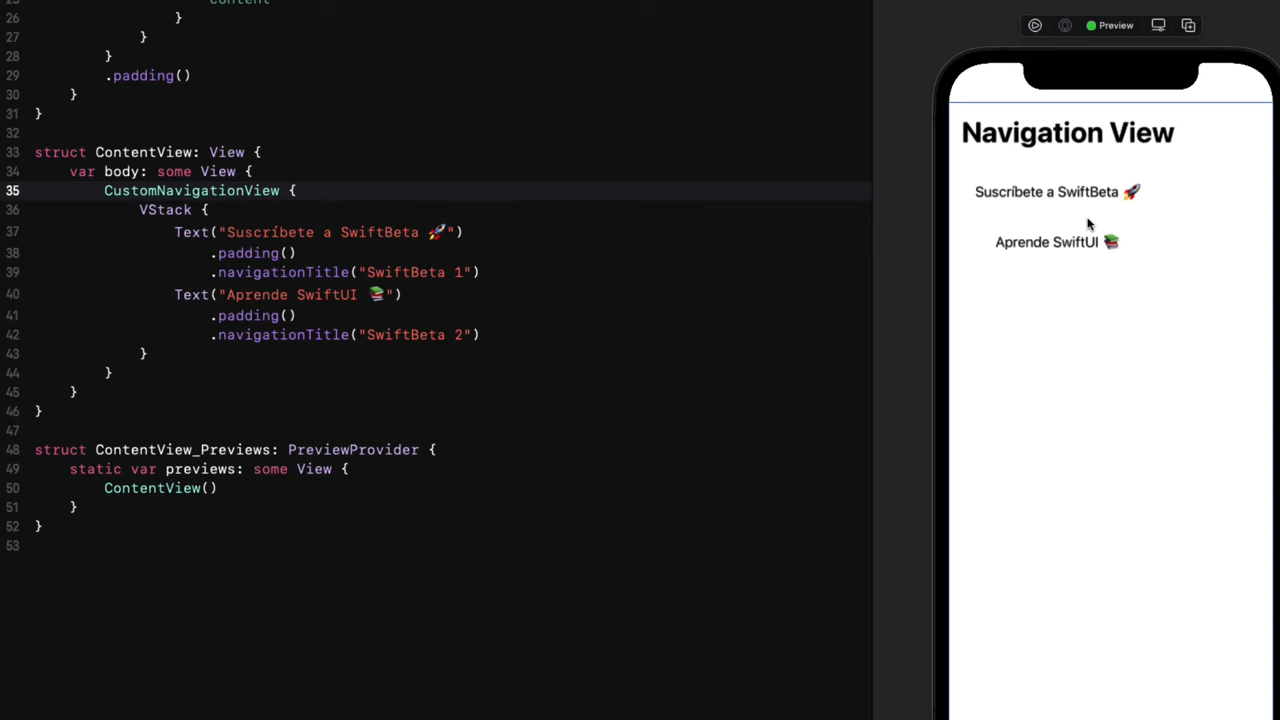 25 content
26 }
27 }
28 }
29 .padding()
30 }
31 }
32
33 struct ContentView: View {
34 var body: some View {
35 CustomNavigationView {
36 VStack {
37 Text("Suscríbete a SwiftBeta 🚀")
38 .padding()
39 .navigationTitle("SwiftBeta 1")
40 Text("Aprende SwiftUI 📚")
41 .padding()
42 .navigationTitle("SwiftBeta 2")
43 }
44 }
45 }
46 }
47
48 struct ContentView_Previews: PreviewProvider {
49 static var previews: some View {
50 ContentView()
51 }
52 }
53
Preview
Navigation View
Suscríbete a SwiftBeta 🚀
Aprende SwiftUI 📚